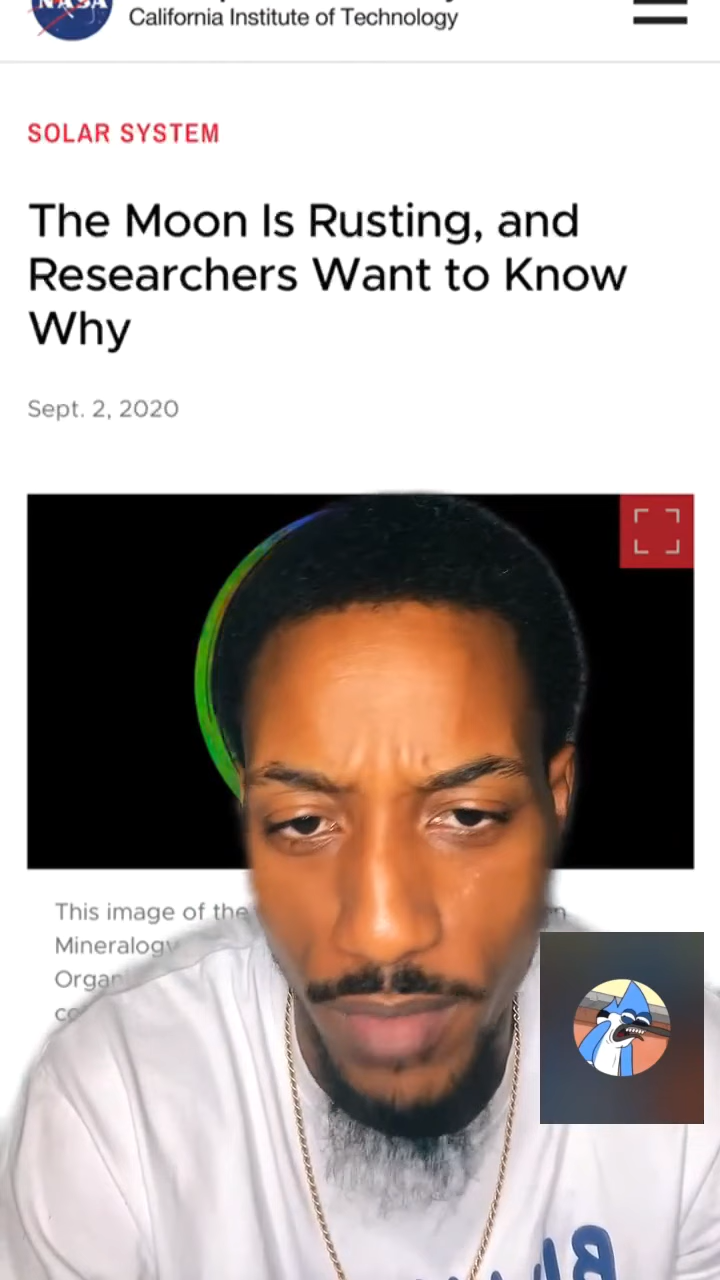 NASA
California Institute of Technology
SOLAR SYSTEM
The Moon Is Rusting, and
Researchers Want to Know
Why
Sept. 2, 2020
This image of the
Mineralogy